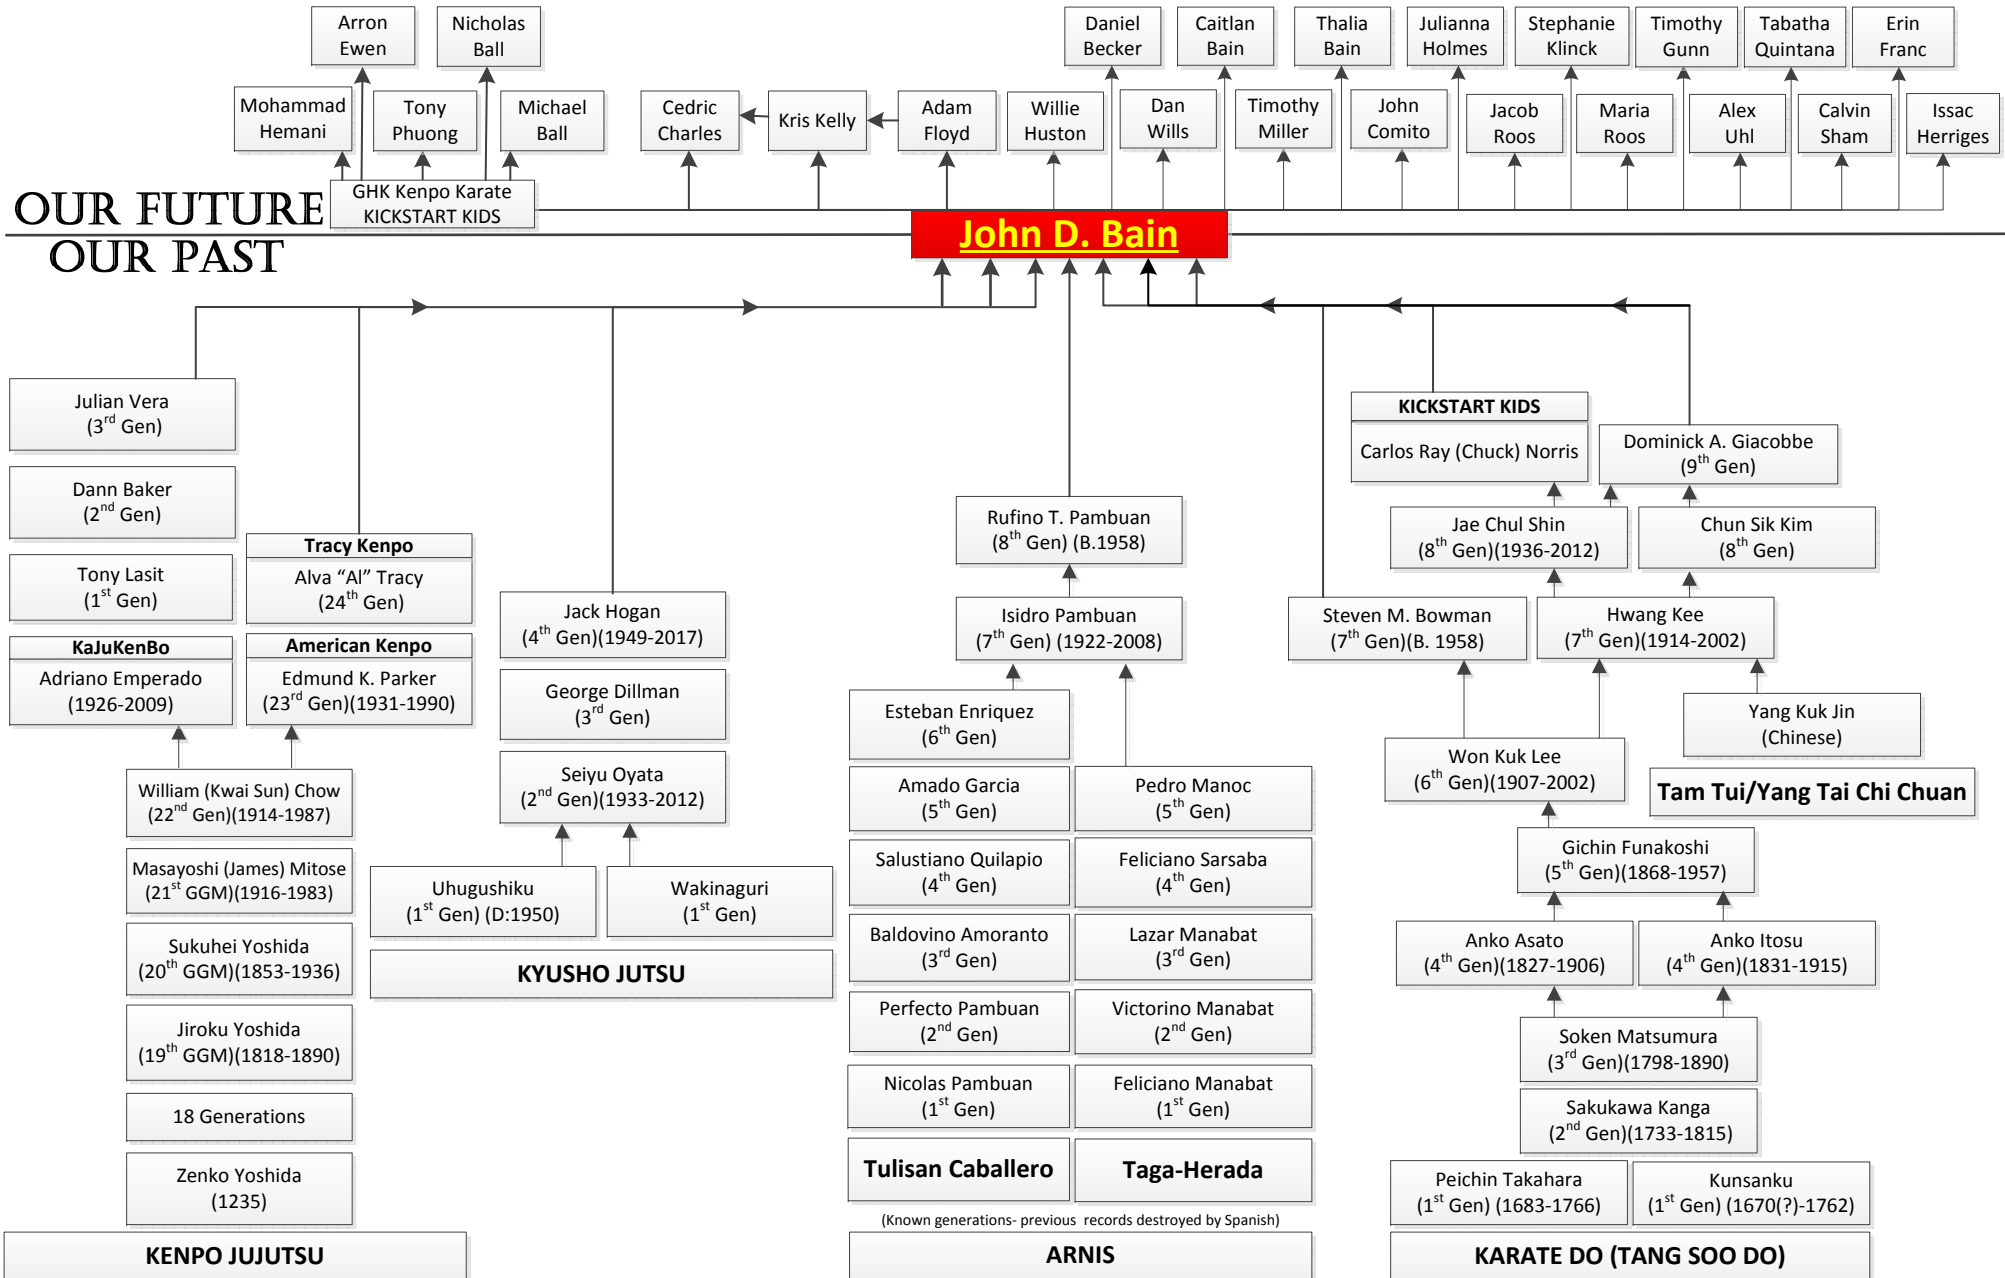 Arron
Ewen
Nicholas
Ball
Daniel
Becker
Caitlan
Bain
Thalia
Bain
Julianna
Holmes
Stephanie
Klinck
Timothy
Gunn
Tabatha
Quintana
Erin
Franc
Mohammad
Hemani
Tony
Phuong
Michael
Ball
Cedric
Charles
Kris Kelly
Adam
Floyd
Willie
Huston
Dan
Wills
Timothy
Miller
John
Comito
Jacob
Roos
Maria
Roos
Alex
Uhl
Calvin
Sham
Issac
Herriges
GHK Kenpo Karate
KICKSTART KIDS
OUR FUTURE
OUR PAST
John D. Bain
Julian Vera
(3rd Gen)
Dann Baker
(2nd Gen)
Tony Lasit
(1st Gen)
KaJuKenBo
Adriano Emperado
(1926-2009)
Tracy Kenpo
Alva “Al” Tracy
(24th Gen)
American Kenpo
Edmund K. Parker
(23rd Gen)(1931-1990)
William (Kwai Sun) Chow
(22nd Gen)(1914-1987)
Masayoshi (James) Mitose
(21st GGM)(1916-1983)
Sukuhei Yoshida
(20th GGM)(1853-1936)
Jiroku Yoshida
(19th GGM)(1818-1890)
18 Generations
Zenko Yoshida
(1235)
KENPO JUJUTSU
Jack Hogan
(4th Gen)(1949-2017)
George Dillman
(3rd Gen)
Seiyu Oyata
(2nd Gen)(1933-2012)
Uhugushiku
(1st Gen) (D:1950)
Wakinaguri
(1st Gen)
KYUSHO JUTSU
Rufino T. Pambuan
(8th Gen) (B.1958)
Isidro Pambuan
(7th Gen) (1922-2008)
Esteban Enriquez
(6th Gen)
Amado Garcia
(5th Gen)
Salustiano Quilapio
(4th Gen)
Baldovino Amoranto
(3rd Gen)
Perfecto Pambuan
(2nd Gen)
Nicolas Pambuan
(1st Gen)
Tulisan Caballero
Pedro Manoc
(5th Gen)
Feliciano Sarsaba
(4th Gen)
Lazar Manabat
(3rd Gen)
Victorino Manabat
(2nd Gen)
Feliciano Manabat
(1st Gen)
Taga-Herada
(Known generations- previous records destroyed by Spanish)
ARNIS
KICKSTART KIDS
Carlos Ray (Chuck) Norris
Dominick A. Giacobbe
(9th Gen)
Jae Chul Shin
(8th Gen)(1936-2012)
Chun Sik Kim
(8th Gen)
Steven M. Bowman
(7th Gen)(B. 1958)
Hwang Kee
(7th Gen)(1914-2002)
Yang Kuk Jin
(Chinese)
Won Kuk Lee
(6th Gen)(1907-2002)
Tam Tui/Yang Tai Chi Chuan
Gichin Funakoshi
(5th Gen)(1868-1957)
Anko Asato
(4th Gen)(1827-1906)
Anko Itosu
(4th Gen)(1831-1915)
Soken Matsumura
(3rd Gen)(1798-1890)
Sakukawa Kanga
(2nd Gen)(1733-1815)
Peichin Takahara
(1st Gen) (1683-1766)
Kunsanku
(1st Gen) (1670(?)-1762)
KARATE DO (TANG SOO DO)